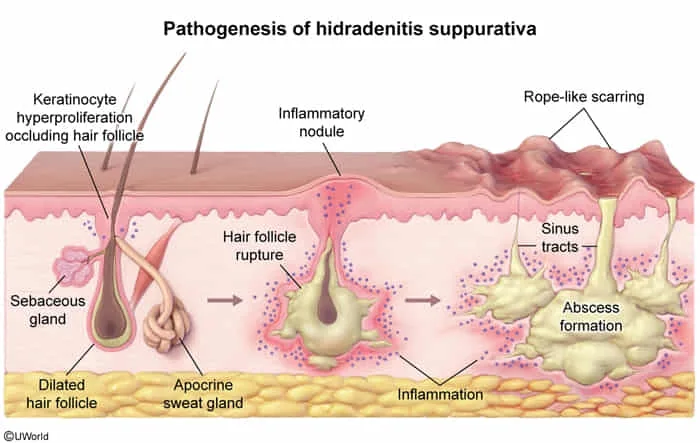 Pathogenesis of hidradenitis suppurativa
Keratinocyte
hyperproliferation
occluding hair follicle
Inflammatory
nodule
Rope-like scarring
Hair follicle
rupture
Sinus
tracts
Sebaceous
gland
Abscess
formation
Dilated
hair follicle
Apocrine
sweat gland
Inflammation
©UWorld